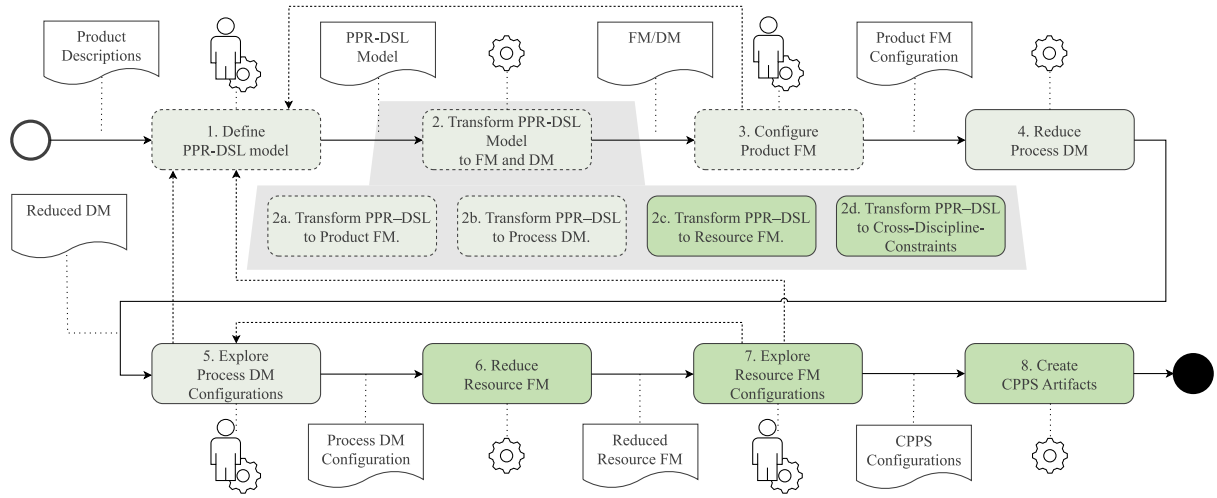 Product
Descriptions
PPR-DSL
Model
FM/DM
Product FM
Configuration
1. Define
PPR-DSL model
2. Transform PPR-DSL
Model
to FM and DM
3. Configure
Product FM
4. Reduce
Process DM
Reduced DM
2a. Transform PPR–DSL
to Product FM.
2b. Transform PPR–DSL
to Process DM.
2c. Transform PPR–DSL
to Resource FM.
2d. Transform PPR–DSL
to Cross-Discipline-
Constraints
5. Explore
Process DM
Configurations
6. Reduce
Resource FM
7. Explore
Resource FM
Configurations
8. Create
CPPS Artifacts
Process DM
Configuration
Reduced
Resource FM
CPPS
Configurations